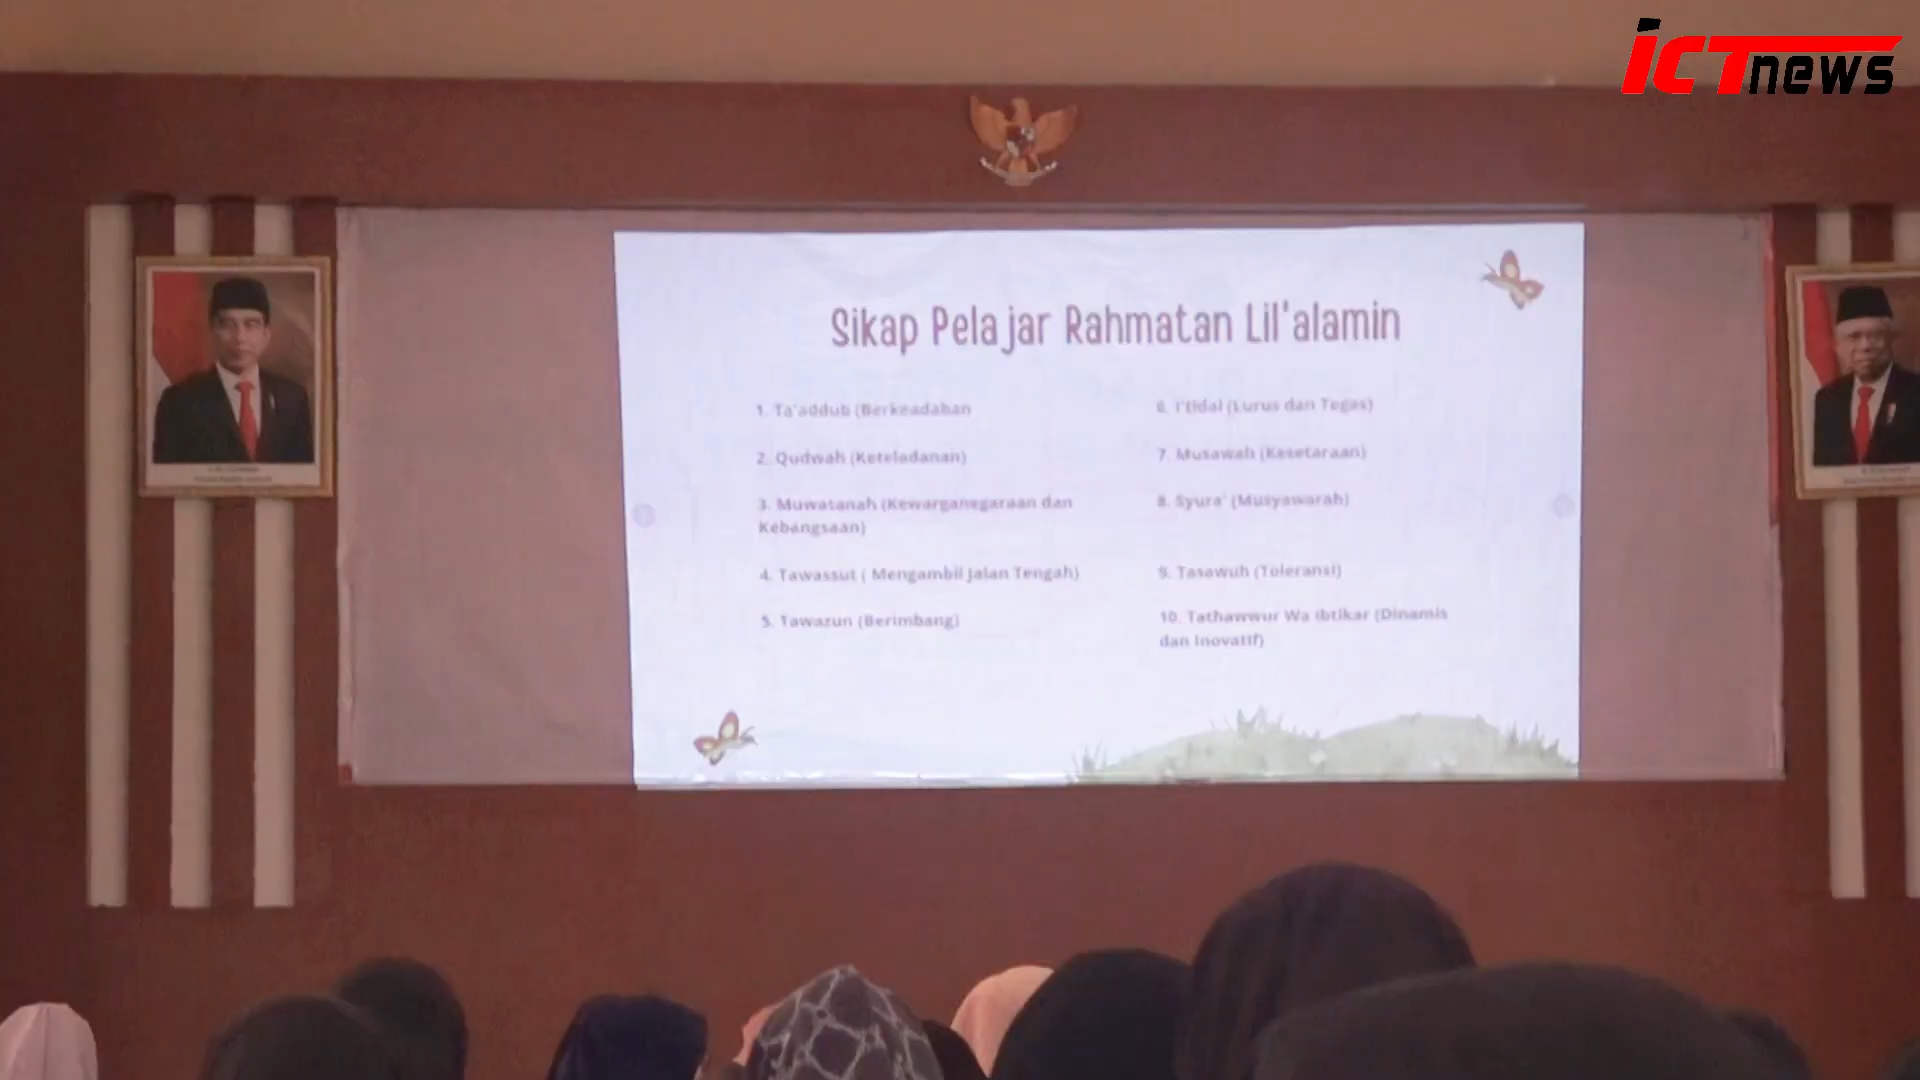 ICTnews
Sikap Pelajar Rahmatan Lil'alamin
1. Ta'addub (Berkeadaban
2. Qudwah (Keteladanan)
3. Muwatanah (Kewarganegaraan dan
Kebangsaan)
4. Tawassut ( Mengambil Jalan Tengah)
5. Tawazun (Berimbang)
6. I'tidal (Lurus dan Tegas)
7. Musawah (Kesetaraan)
8. Syura' (Musyawarah)
9. Tasawuh (Toleransi)
10. Tathawwur Wa Ibtikar (Dinamis
dan Inovatif)